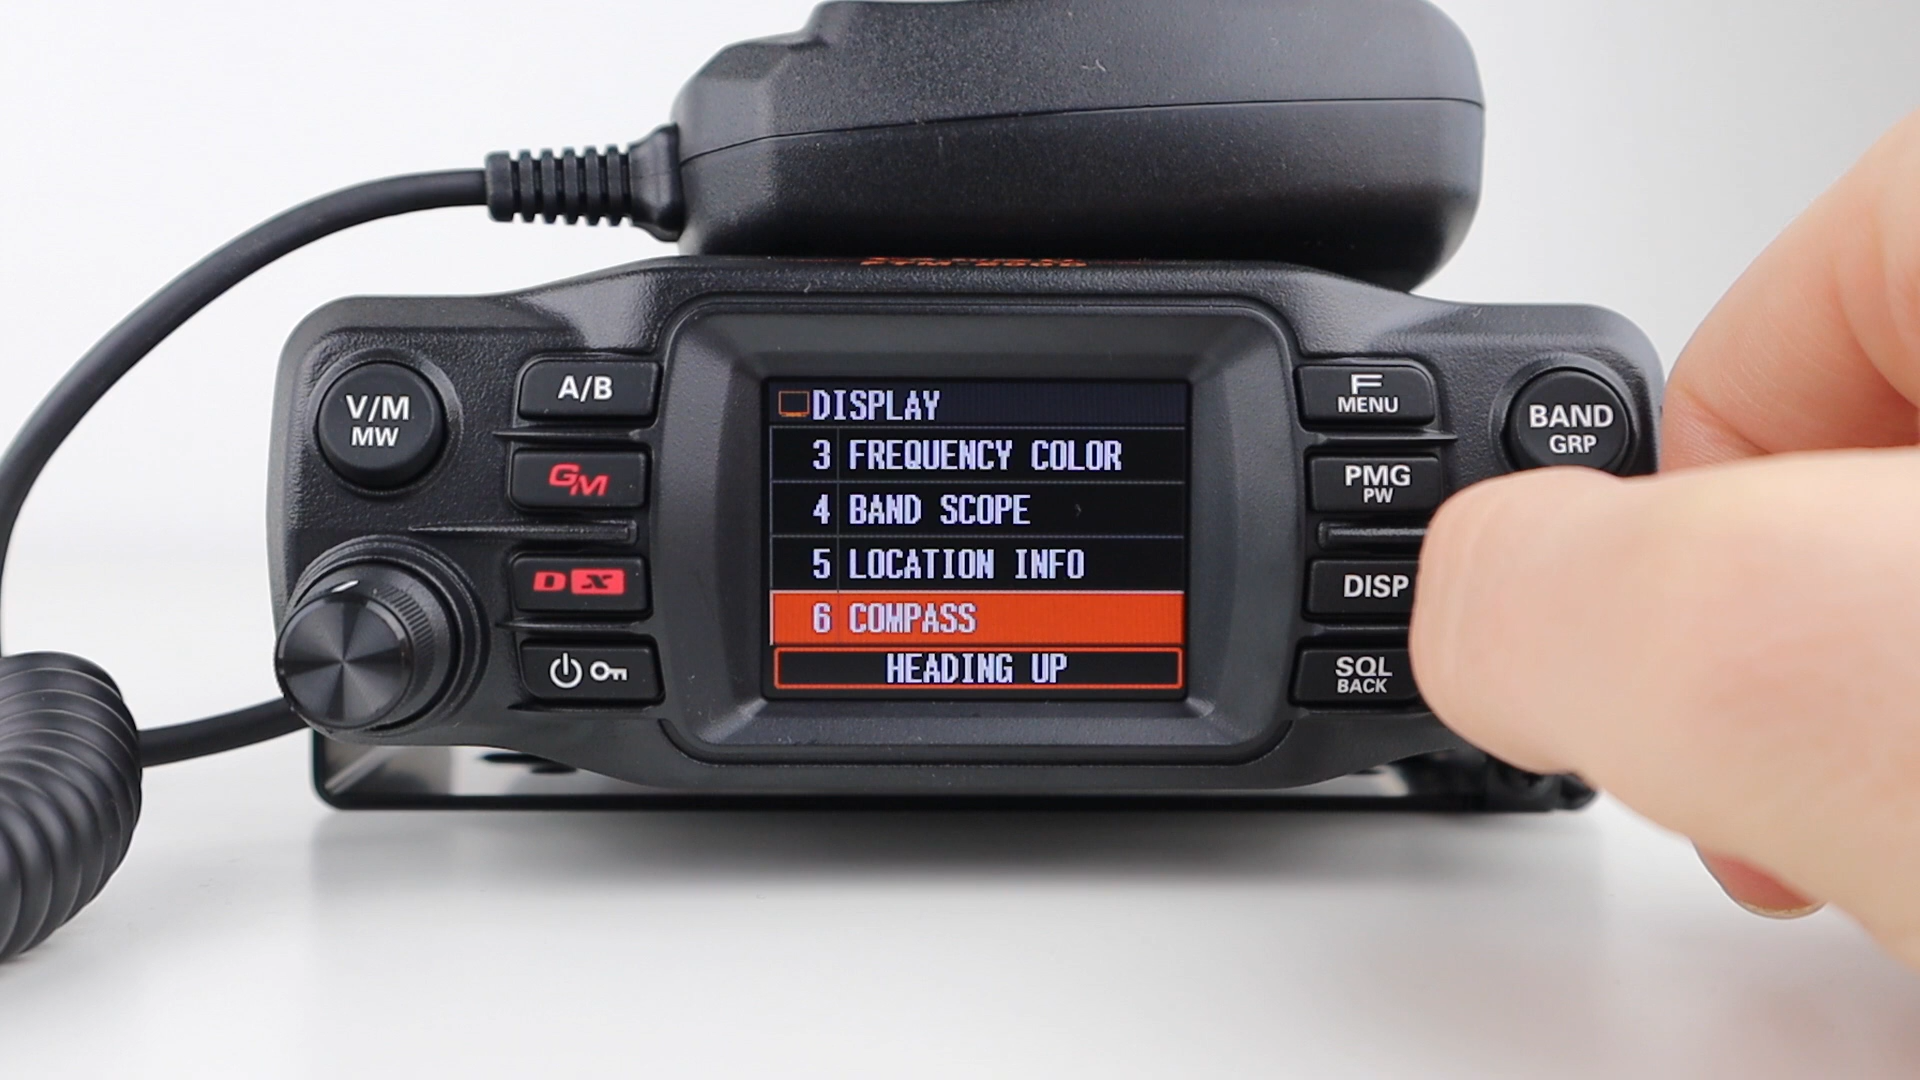 V/M
MW
A/B
GM
DX
DISPLAY
3 FREQUENCY COLOR
4 BAND SCOPE
5 LOCATION INFO
6 COMPASS
HEADING UP
F
MENU
PMG
PW
DISP
SQL
BACK
BAND
GRP